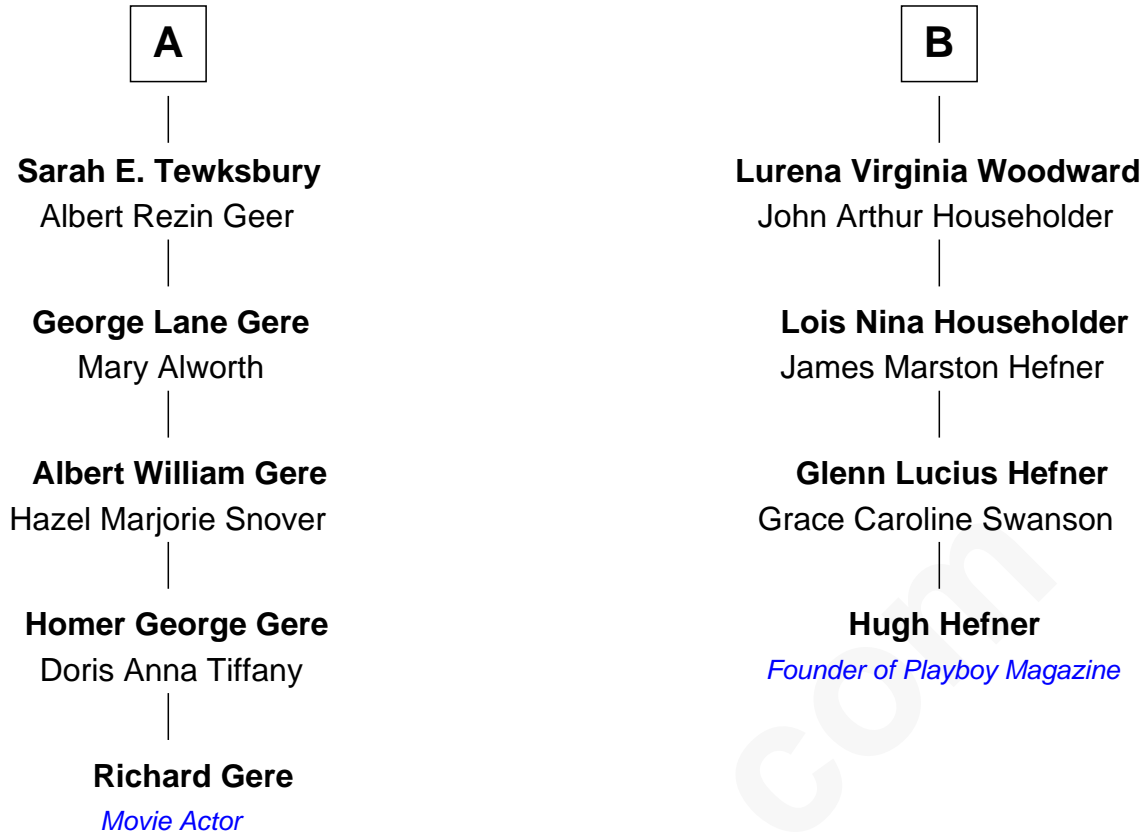 A
Sarah E. Tewksbury
Albert Rezin Geer
George Lane Gere
Mary Alworth
Albert William Gere
Hazel Marjorie Snover
Homer George Gere
Doris Anna Tiffany
Richard Gere
Movie Actor
B
Lurena Virginia Woodward
John Arthur Householder
Lois Nina Householder
James Marston Hefner
Glenn Lucius Hefner
Grace Caroline Swanson
Hugh Hefner
Founder of Playboy Magazine
com